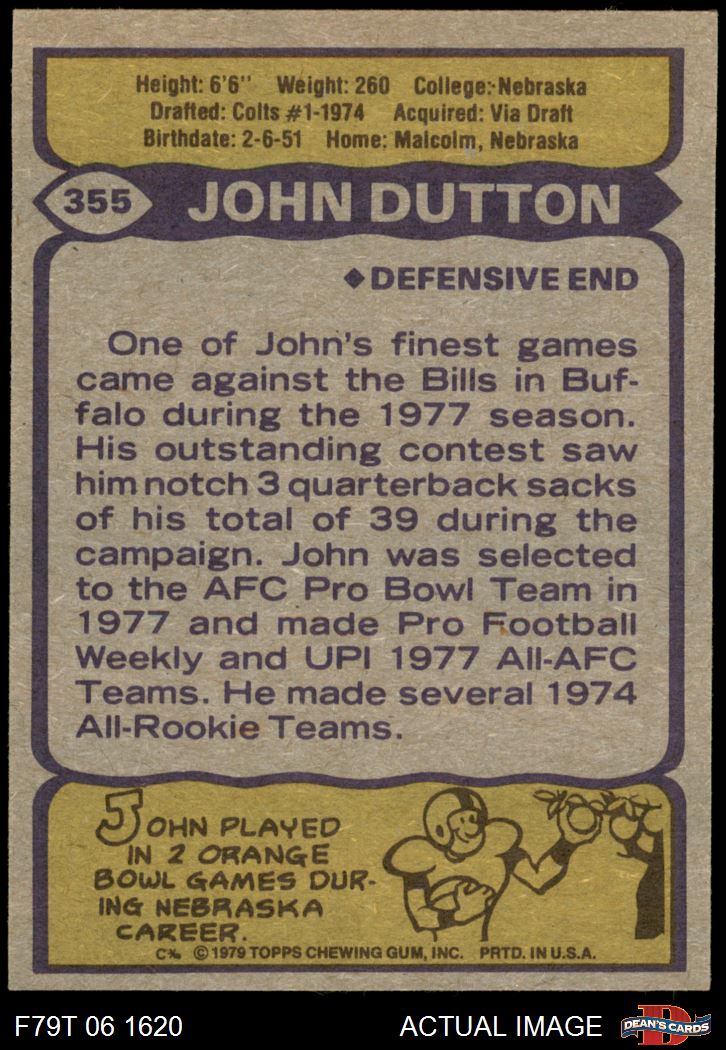 Height: 6'6" Weight: 260 College: Nebraska
Drafted: Colts #1-1974 Acquired: Via Draft
Birthdate: 2-6-51 Home: Malcolm, Nebraska
355 JOHN DUTTON
◆DEFENSIVE END
One of John's finest games
came against the Bills in Buf-
falo during the 1977 season.
His outstanding contest saw
him notch 3 quarterback sacks
of his total of 39 during the
campaign. John was selected
to the AFC Pro Bowl Team in
1977 and made Pro Football
Weekly and UPI 1977 All-AFC
Teams. He made several 1974
All-Rookie Teams.
JOHN PLAYED
IN 2 ORANGE
BOWL GAMES DUR-
ING NEBRASKA
CAREER.
©1979 TOPPS CHEWING GUM, INC. PRTD. IN U.S.A.
F79T 06 1620 ACTUAL IMAGE
D
DEAN'S CARDS